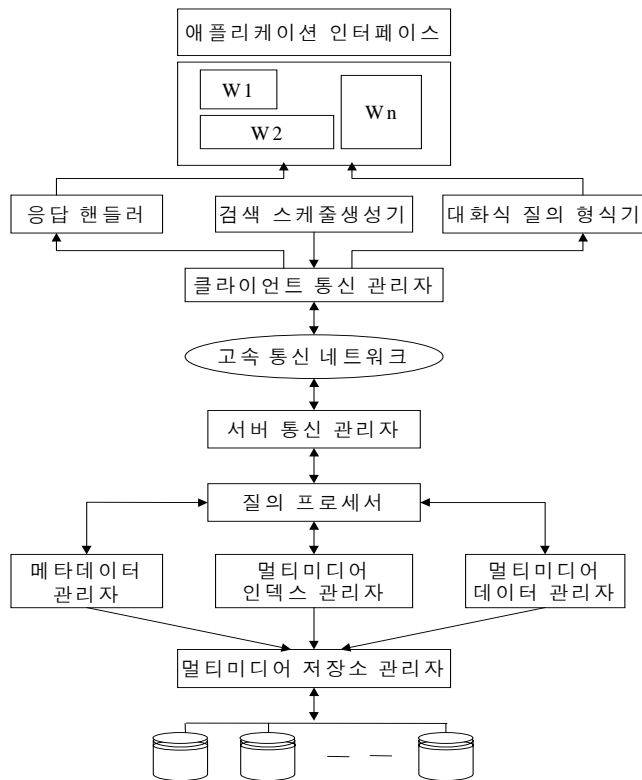 애플리케이션 인터페이스
W1
W2
Wn
응답 핸들러
검색 스케줄생성기
대화식 질의 형식기
클라이언트 통신 관리자
고속 통신 네트워크
서버 통신 관리자
질의 프로세서
메타데이터
관리자
멀티미디어
인덱스 관리자
멀티미디어
데이터 관리자
멀티미디어 저장소 관리자